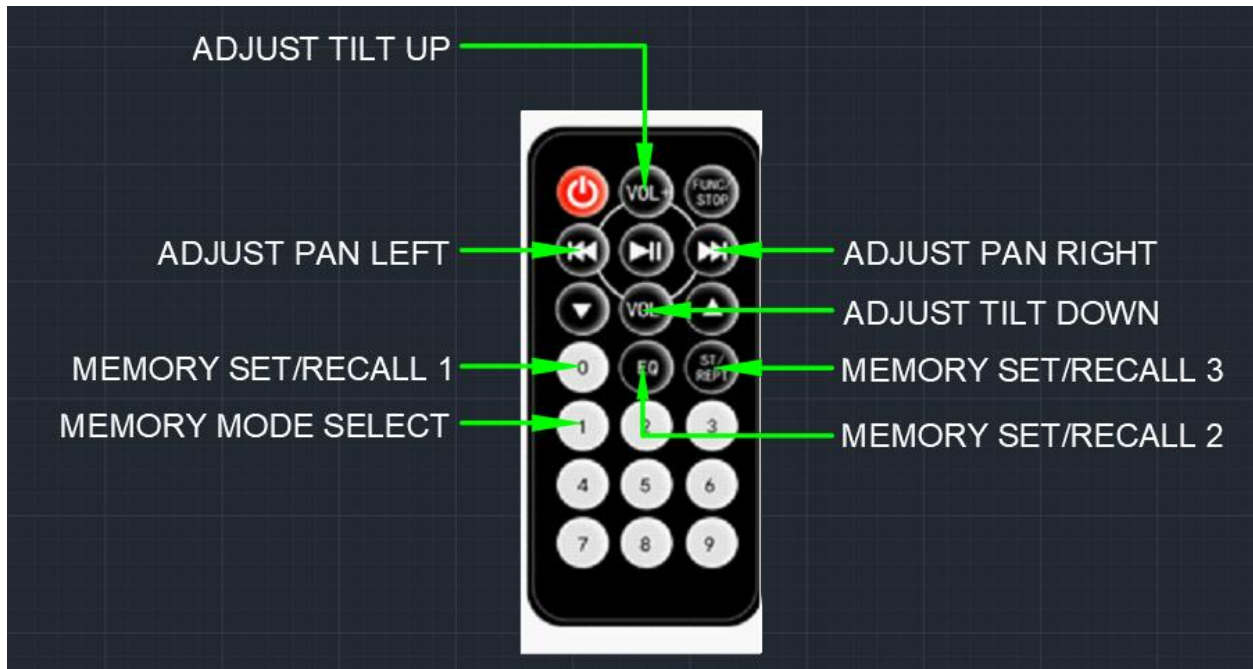 ADJUST TILT UP
VOL+
FUNC/
STOP
ADJUST PAN LEFT
ADJUST PAN RIGHT
VOL
ADJUST TILT DOWN
MEMORY SET/RECALL 1
0
EQ
ST/
REPT
MEMORY SET/RECALL 3
MEMORY MODE SELECT
1
2
3
MEMORY SET/RECALL 2
4
5
6
7
8
9